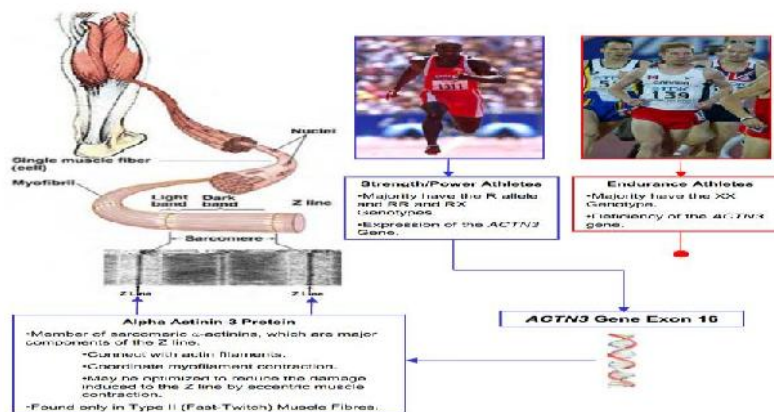 Nuclei
Single muscle fiber
(cell)
Myofibril
Light
band
Dark
band
Z line
Sarcomere
Z Line
Z Line
1311
139
Strength/Power Athletes
•Majority have the R allele
and RR and RX
Genotypes.
•Expression of the ACTN3
Gene.
Endurance Athletes
•Majority have the XX
Genotype.
•Deficiency of the ACTN3
gene.
Alpha Actinin 3 Protein
•Member of sarcomeric α-actinins, which are major
components of the Z line.
•Connect with actin filaments.
•Coordinate myofilament contraction.
•May be optimized to reduce the damage
induced to the Z line by eccentric muscle
contraction.
•Found only in Type II (Fast-Twitch) Muscle Fibres.
ACTN3 Gene Exon 16